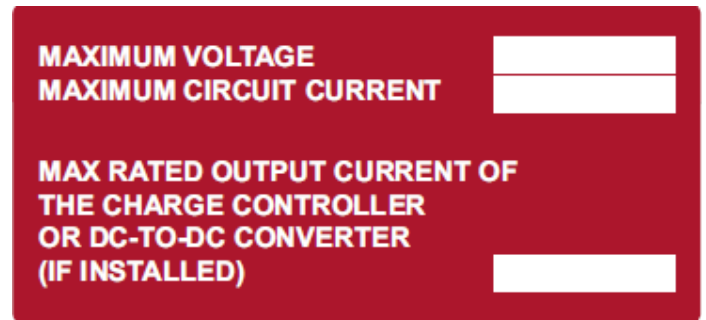 MAXIMUM VOLTAGE
MAXIMUM CIRCUIT CURRENT
MAX RATED OUTPUT CURRENT OF
THE CHARGE CONTROLLER
OR DC-TO-DC CONVERTER
(IF INSTALLED)